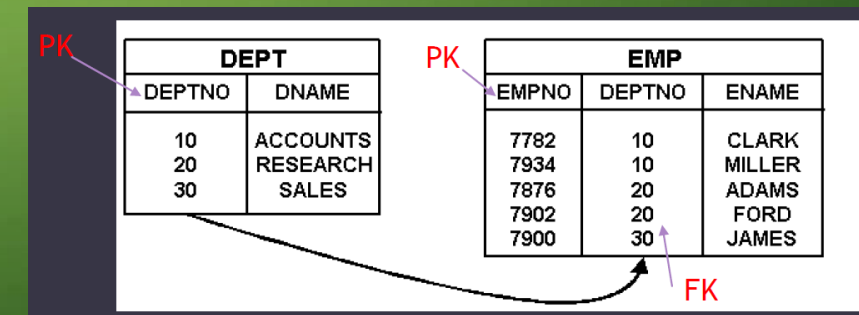 PK
DEPT
DEPTNO DNAME
10 ACCOUNTS
20 RESEARCH
30 SALES
PK
EMP
EMPNO DEPTNO ENAME
7782 10 CLARK
7934 10 MILLER
7876 20 ADAMS
7902 20 FORD
7900 30 JAMES
FK